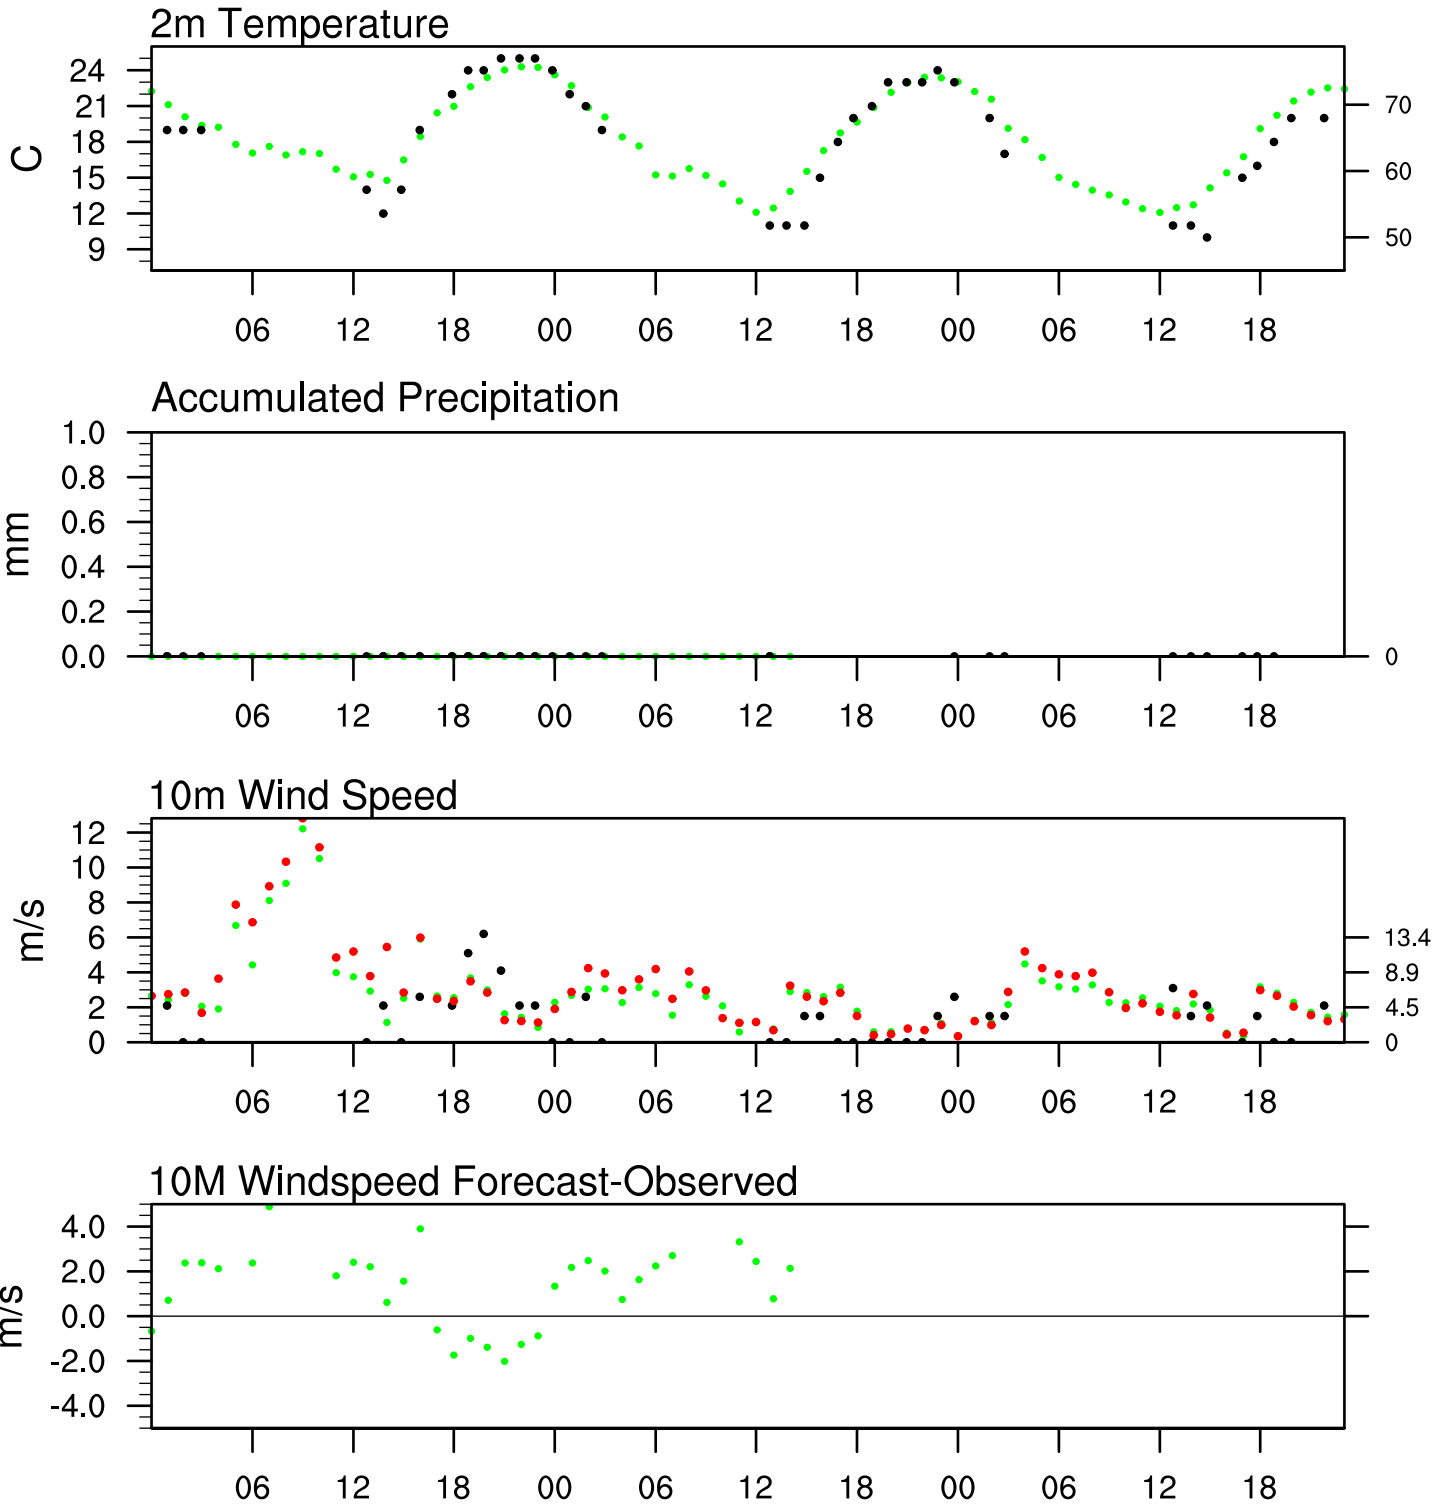 2m Temperature
24
21
18
15
12
9
C
70
60
50
06 12 18 00 06 12 18 00 06 12 18
Accumulated Precipitation
1.0
0.8
0.6
0.4
0.2
0.0
mm
0
06 12 18 00 06 12 18 00 06 12 18
10m Wind Speed
12
10
8
6
4
2
0
m/s
13.4
8.9
4.5
0
06 12 18 00 06 12 18 00 06 12 18
10M Windspeed Forecast-Observed
4.0
2.0
0.0
-2.0
-4.0
m/s
06 12 18 00 06 12 18 00 06 12 18